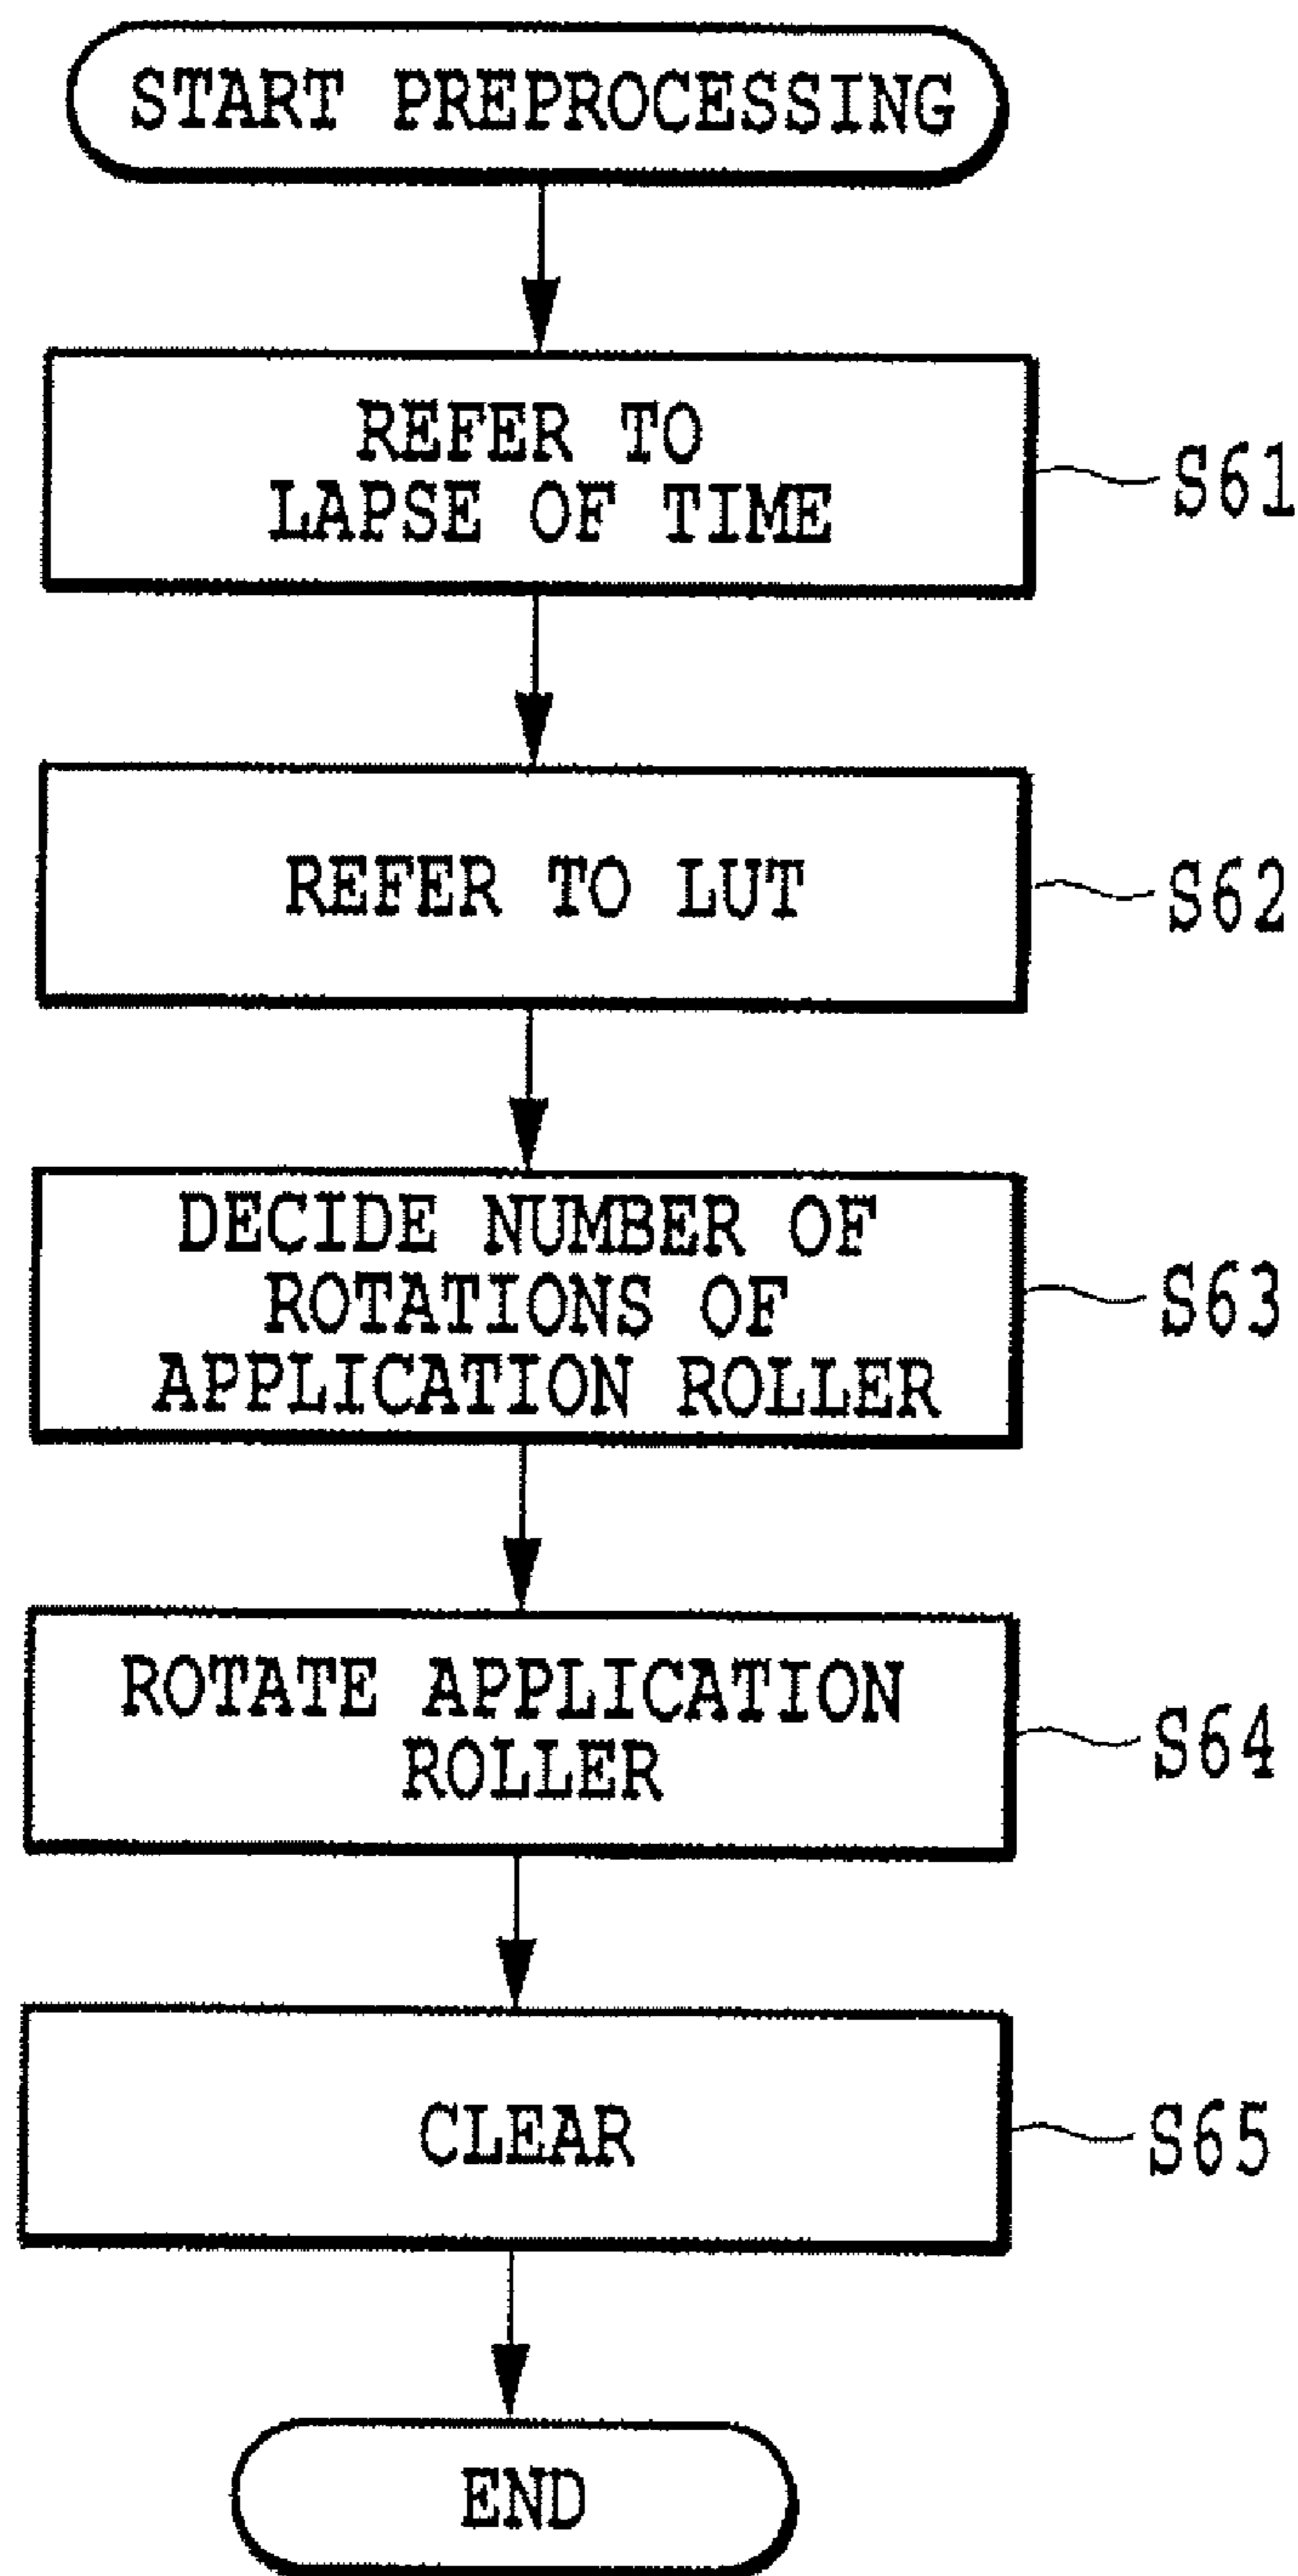 START PREPROCESSING
REFER TO
LAPSE OF TIME
S61
REFER TO LUT
S62
DECIDE NUMBER OF
ROTATIONS OF
APPLICATION ROLLER
S63
ROTATE APPLICATION
ROLLER
S64
CLEAR
S65
END